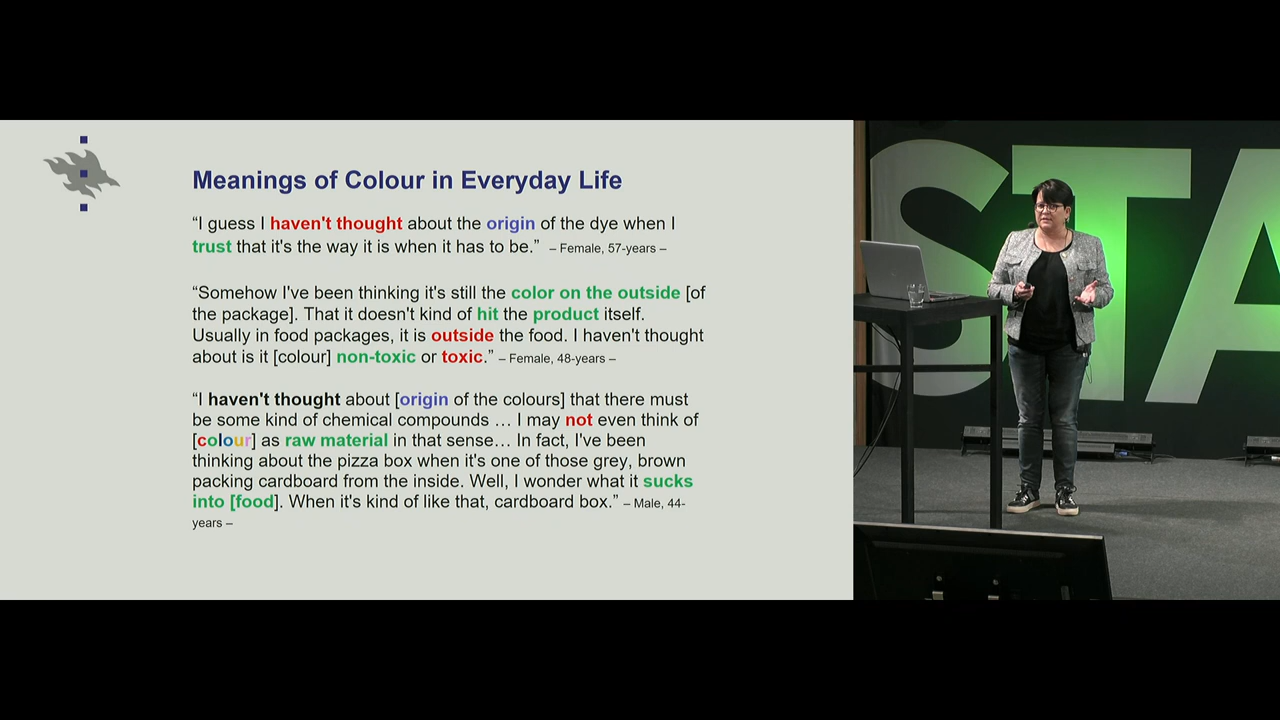 Meanings of Colour in Everyday Life
“I guess I haven't thought about the origin of the dye when I
trust that it's the way it is when it has to be.” – Female, 57-years –
“Somehow I've been thinking it's still the color on the outside [of
the package]. That it doesn't kind of hit the product itself.
Usually in food packages, it is outside the food. I haven't thought
about is it [colour] non-toxic or toxic.” – Female, 48-years –
“I haven't thought about [origin of the colours] that there must
be some kind of chemical compounds … I may not even think of
[colour] as raw material in that sense… In fact, I've been
thinking about the pizza box when it's one of those grey, brown
packing cardboard from the inside. Well, I wonder what it sucks
into [food]. When it's kind of like that, cardboard box.” – Male, 44-
years –
STA